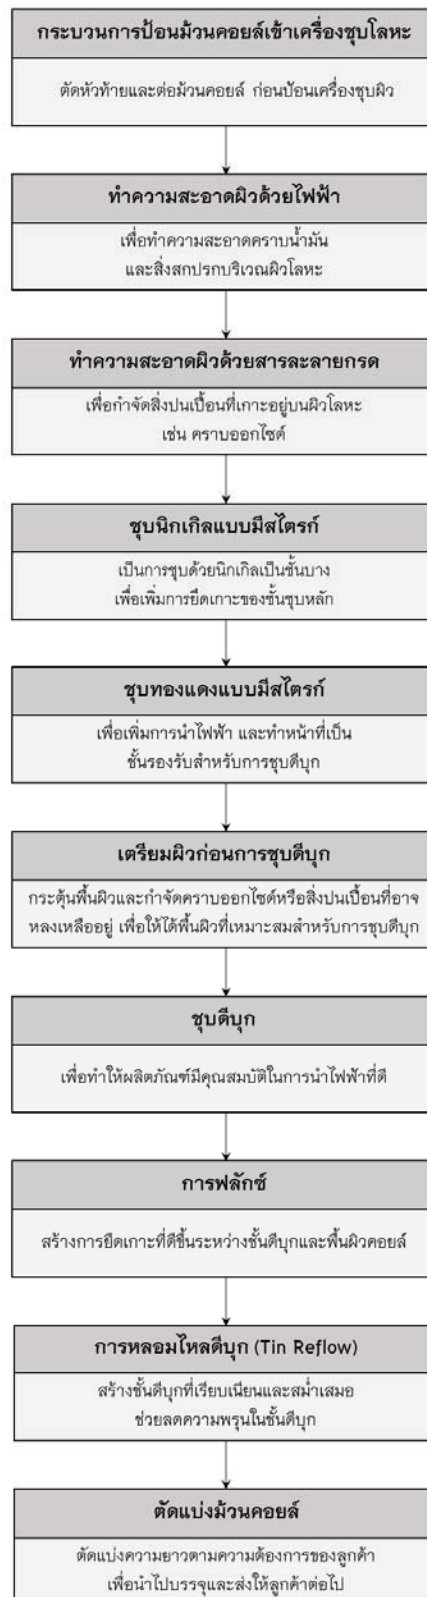 กระบวนการป้อนม้วนคอยล์เข้าเครื่องชุบโลหะ
ตัดหัวท้ายและต่อม้วนคอยล์ ก่อนป้อนเครื่องชุบผิว
ทำความสะอาดผิวด้วยไฟฟ้า
เพื่อทำความสะอาดคราบน้ำมัน
และสิ่งสกปรกบริเวณผิวโลหะ
ทำความสะอาดผิวด้วยสารละลายกรด
เพื่อกำจัดสิ่งปนเปื้อนที่เกาะอยู่บนผิวโลหะ
เช่น คราบออกไซต์
ชุบนิกเกิลแบบมีสไตรก์
เป็นการชุบด้วยนิกเกิลเป็นชั้นบาง
เพื่อเพิ่มการยึดเกาะของชั้นชุบหลัก
ชุบทองแดงแบบมีสไตรก์
เพื่อเพิ่มการนำไฟฟ้า และทำหน้าที่เป็น
ชั้นรองรับสำหรับการชุบดีบุก
เตรียมผิวก่อนการชุบดีบุก
กระตุ้นพื้นผิวและกำจัดคราบออกไซด์หรือสิ่งปนเปื้อนที่อาจ
หลงเหลืออยู่ เพื่อให้ได้พื้นผิวที่เหมาะสมสำหรับการชุบดีบุก
ชุบดีบุก
เพื่อทำให้ผลิตภัณฑ์มีคุณสมบัติในการนำไฟฟ้าที่ดี
การฟลักซ์
สร้างการยึดเกาะที่ดีขึ้นระหว่างชั้นดีบุกและพื้นผิวคอยล์
การหลอมไหลดีบุก (Tin Reflow)
สร้างชั้นดีบุกที่เรียบเนียนและสม่ำเสมอ
ช่วยลดความพรุนในชั้นดีบุก
ตัดแบ่งม้วนคอยล์
ตัดแบ่งความยาวตามความต้องการของลูกค้า
เพื่อนำไปบรรจุและส่งให้ลูกค้าต่อไป